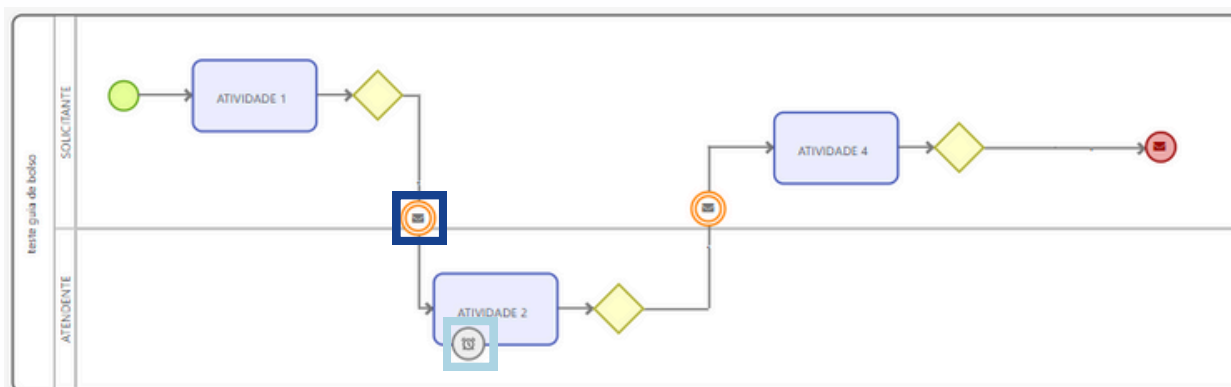 teste guia de bolso
SOLICITANTE
ATIVIDADE 1
ATIVIDADE 4
ATENDENTE
ATIVIDADE 2